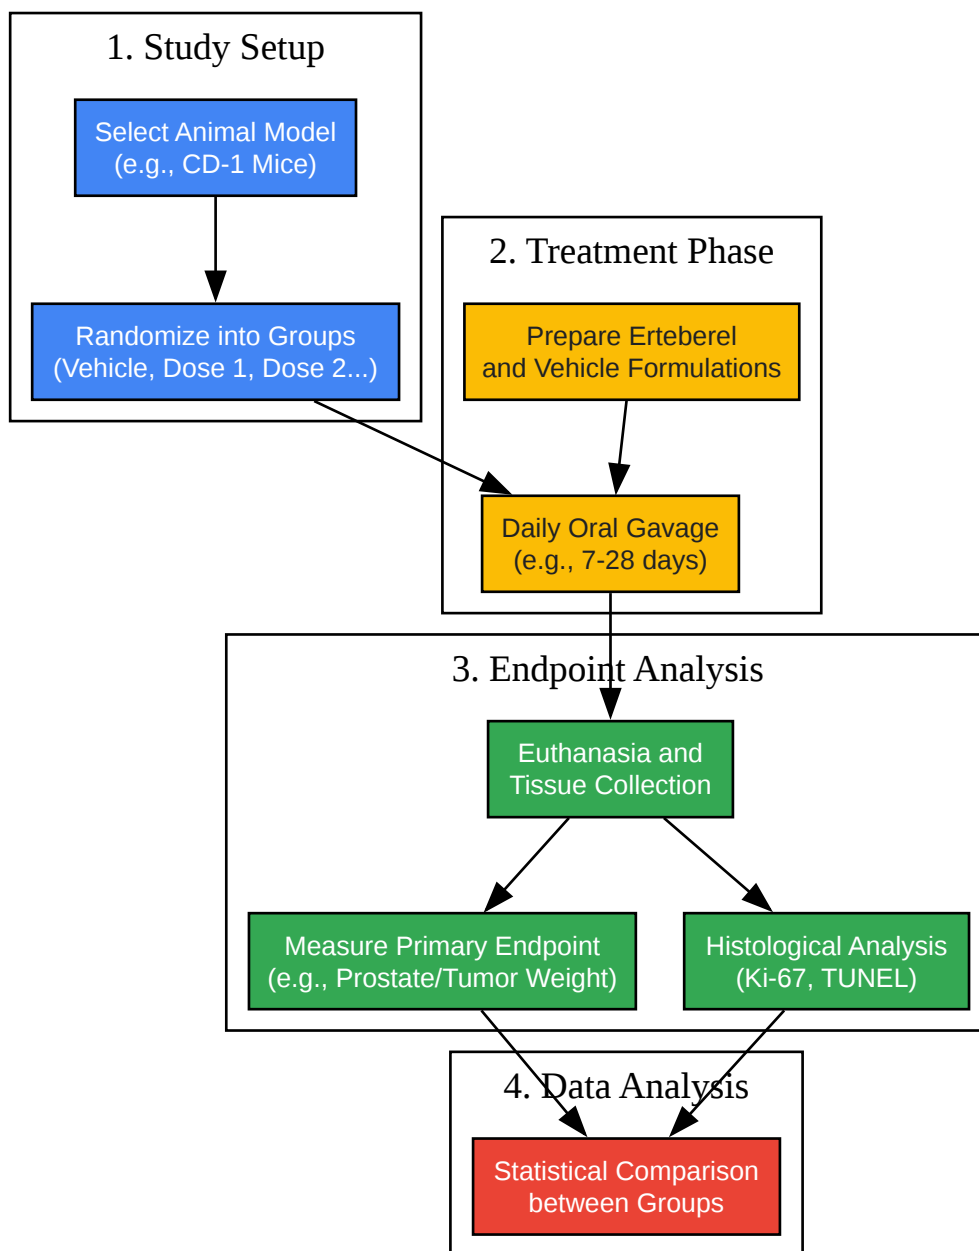 1. Study Setup
Select Animal Model
(e.g., CD-1 Mice)
Randomize into Groups
(Vehicle, Dose 1, Dose 2...)
2. Treatment Phase
Prepare Erteberel
and Vehicle Formulations
Daily Oral Gavage
(e.g., 7-28 days)
3. Endpoint Analysis
Euthanasia and
Tissue Collection
Measure Primary Endpoint
(e.g., Prostate/Tumor Weight)
Histological Analysis
(Ki-67, TUNEL)
4. Data Analysis
Statistical Comparison
between Groups